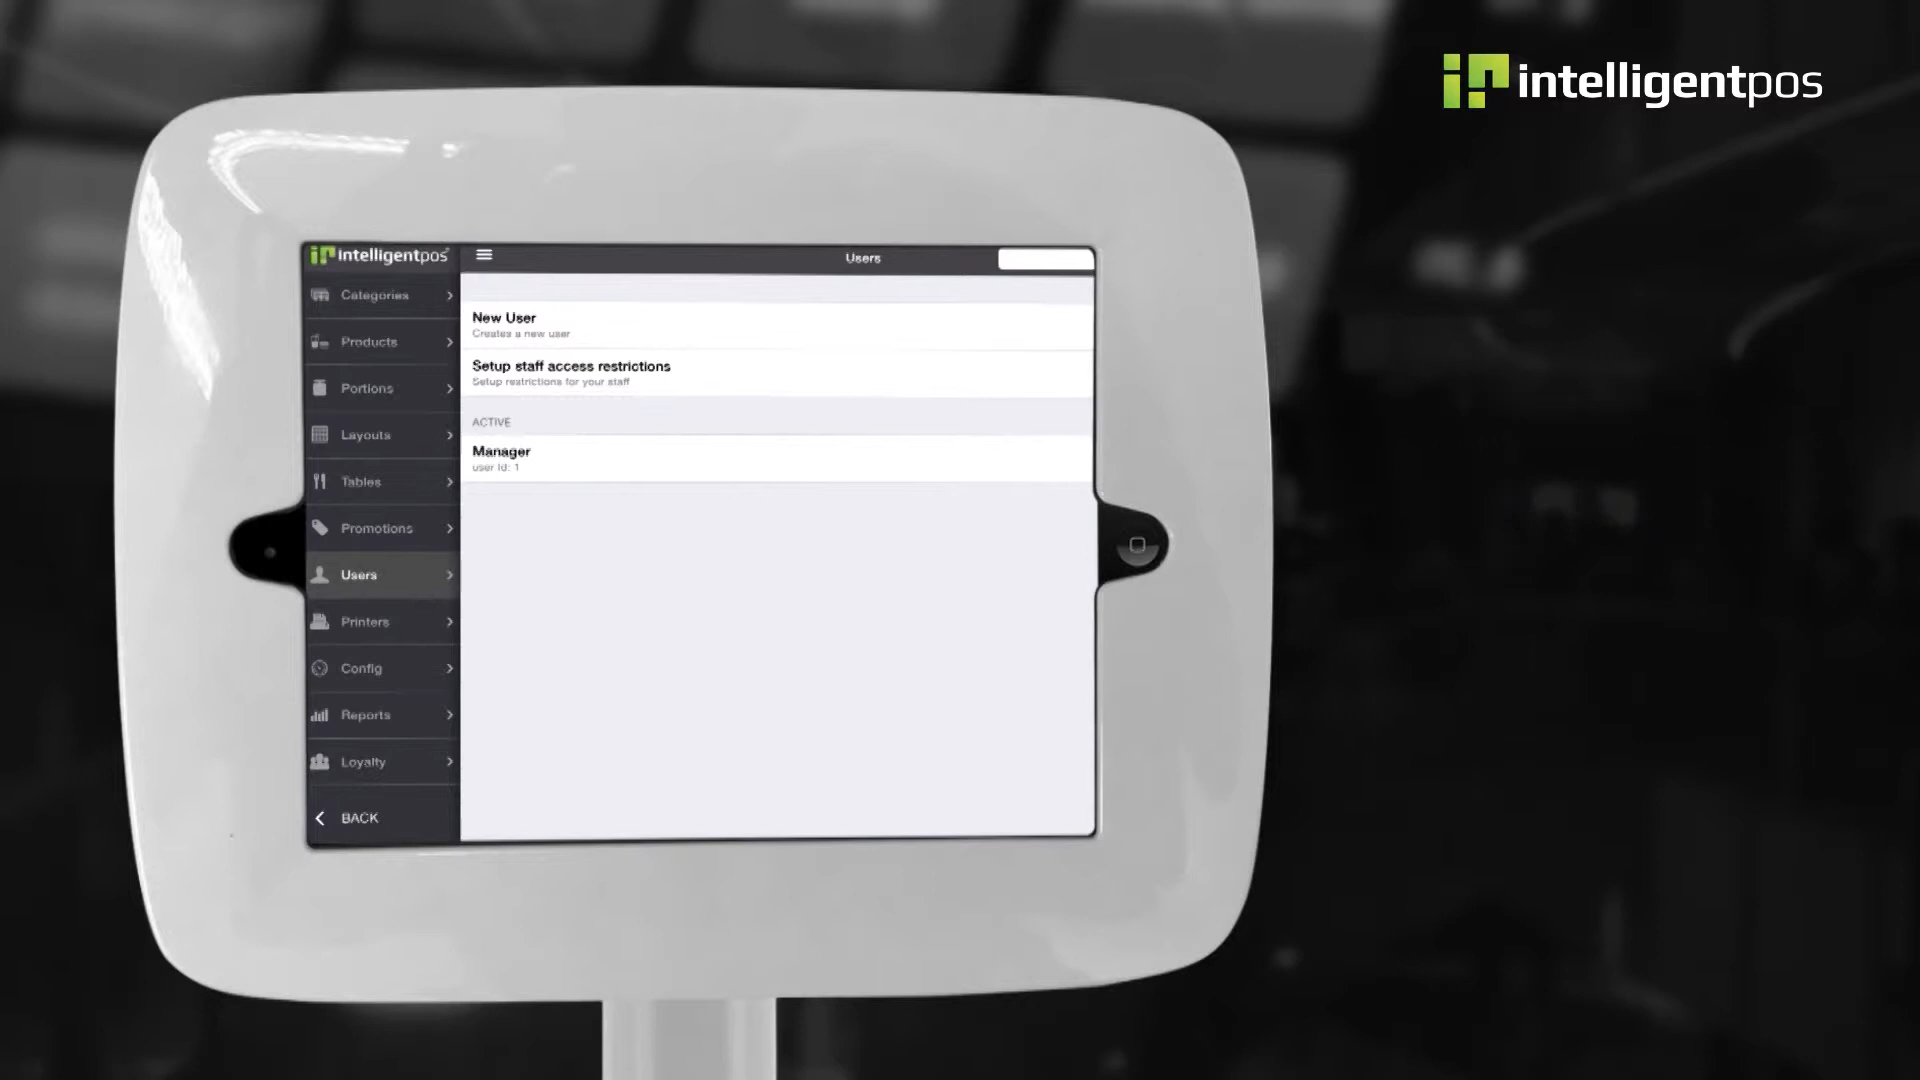 intelligentpos
intelligentpos
Users
Categories
Products
Portions
Layouts
Tables
Promotions
Users
Printers
Config
Reports
Loyalty
BACK
New User
Creates a new user
Setup staff access restrictions
Setup restrictions for your staff
ACTIVE
Manager
user Id: 1